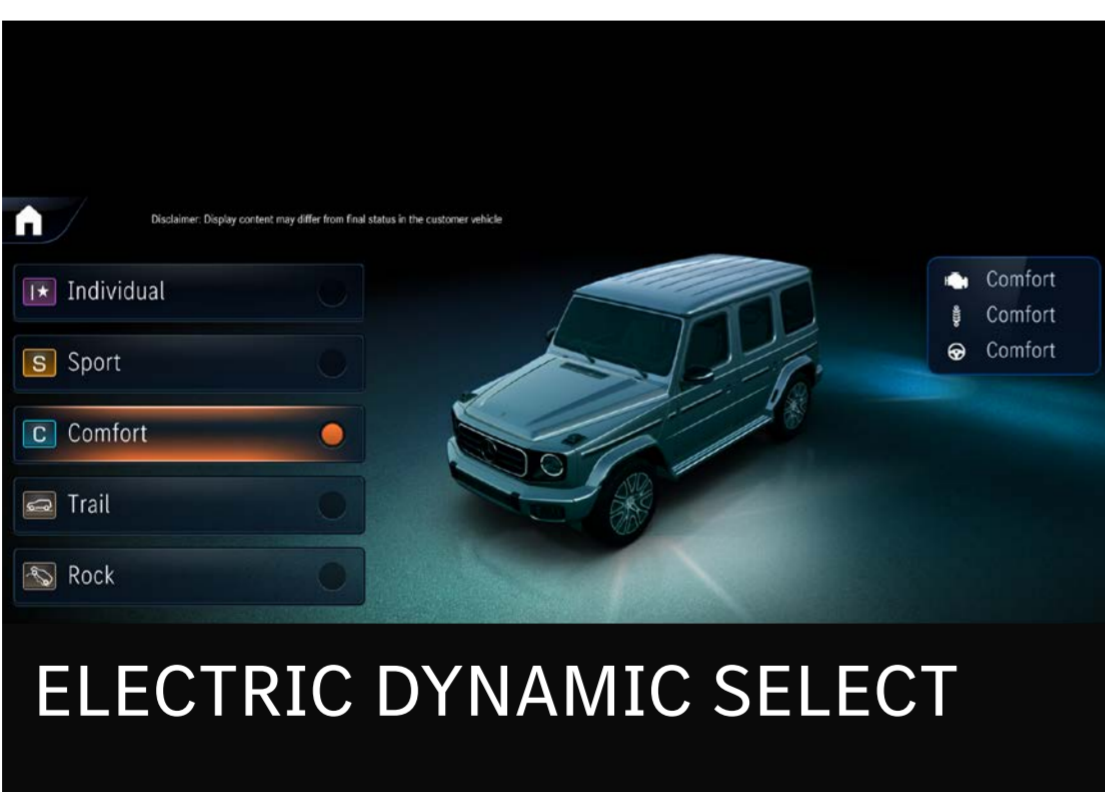 Disclaimer: Display content may differ from final status in the customer vehicle
I★ Individual
S Sport
C Comfort
Trail
Rock
Comfort
Comfort
Comfort
ELECTRIC DYNAMIC SELECT